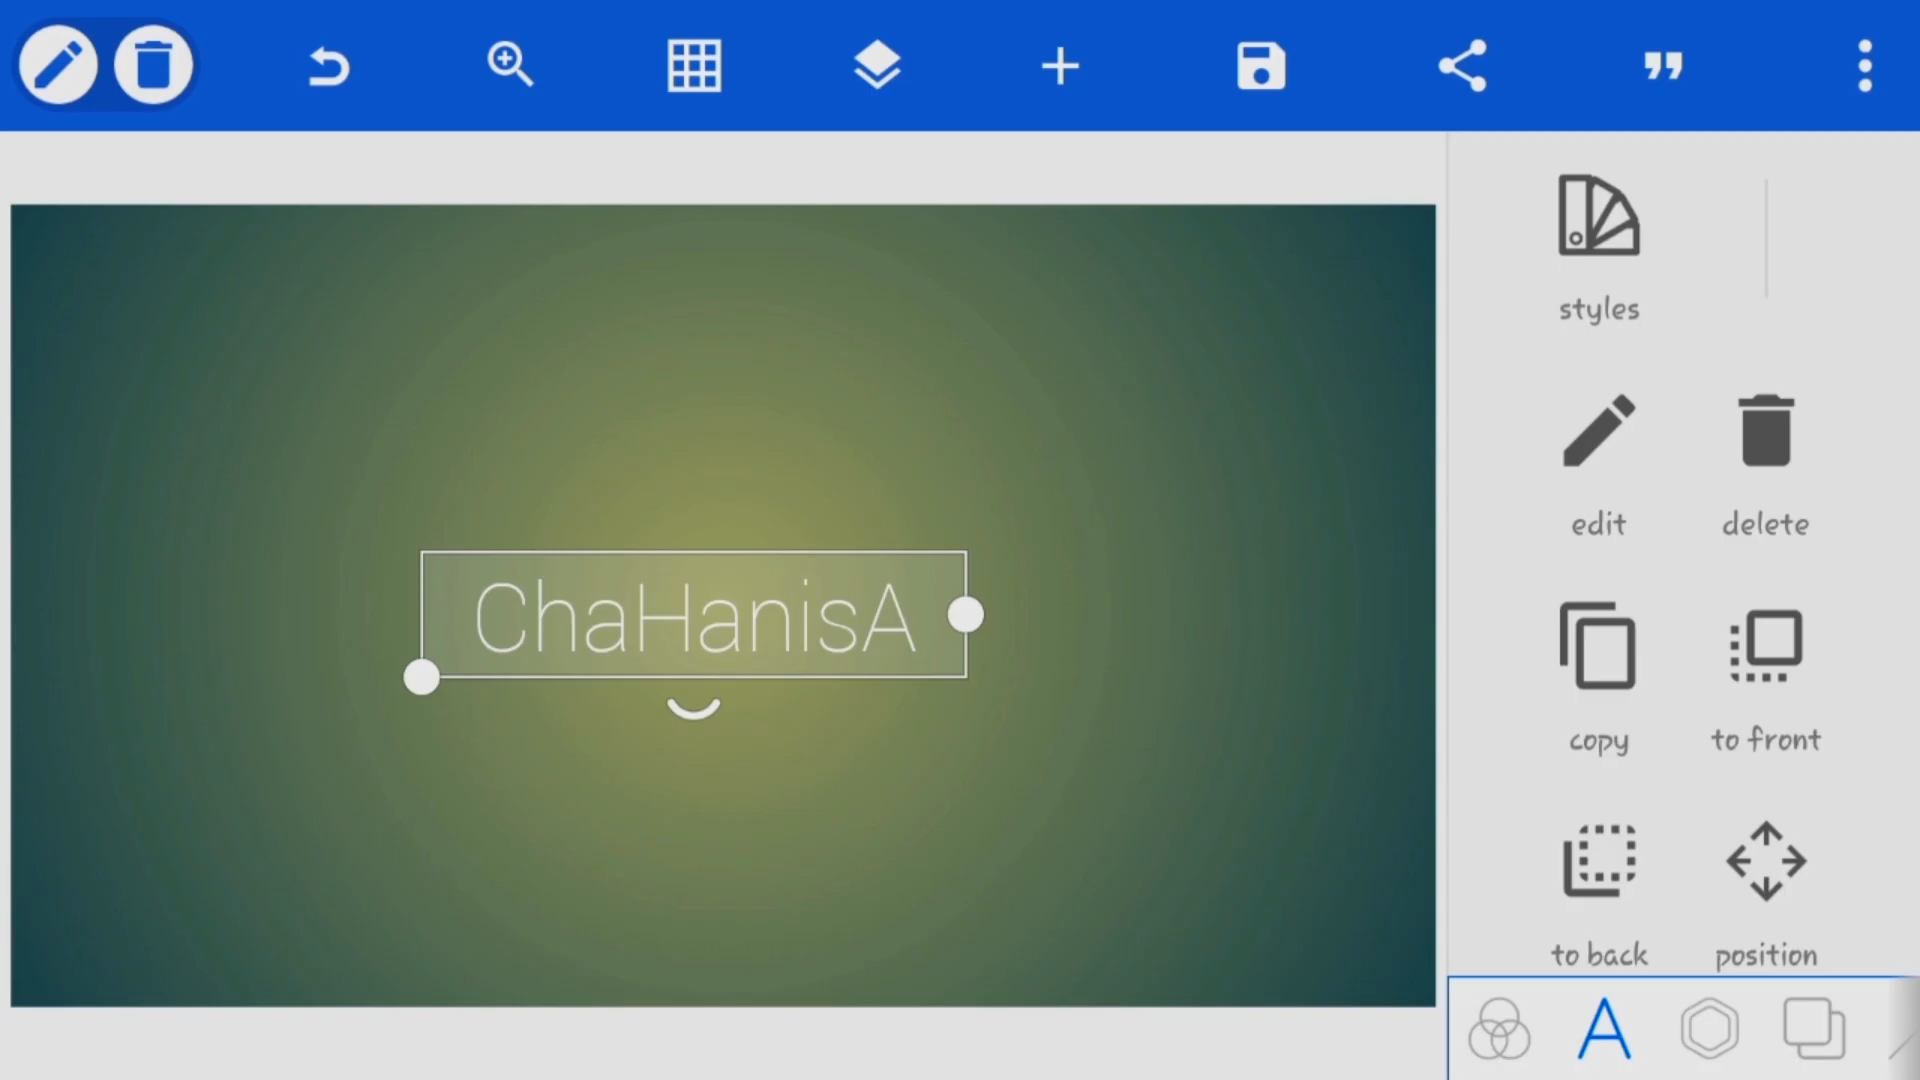 styles
edit
delete
ChaHanisA
copy
to front
to back
position